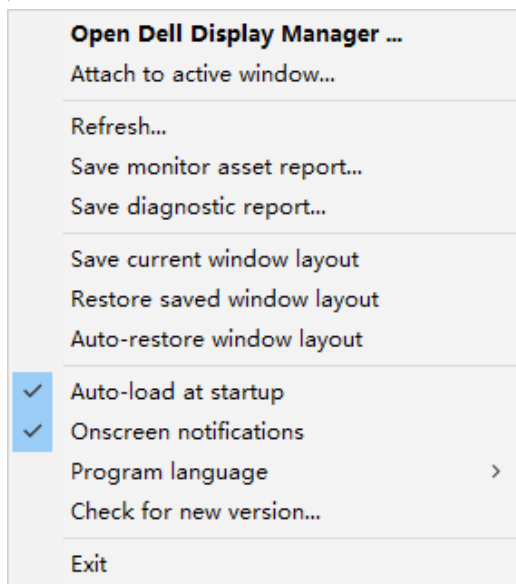 Open Dell Display Manager ...
Attach to active window...
Refresh...
Save monitor asset report...
Save diagnostic report...
Save current window layout
Restore saved window layout
Auto-restore window layout
Auto-load at startup
Onscreen notifications
Program language
Check for new version...
Exit